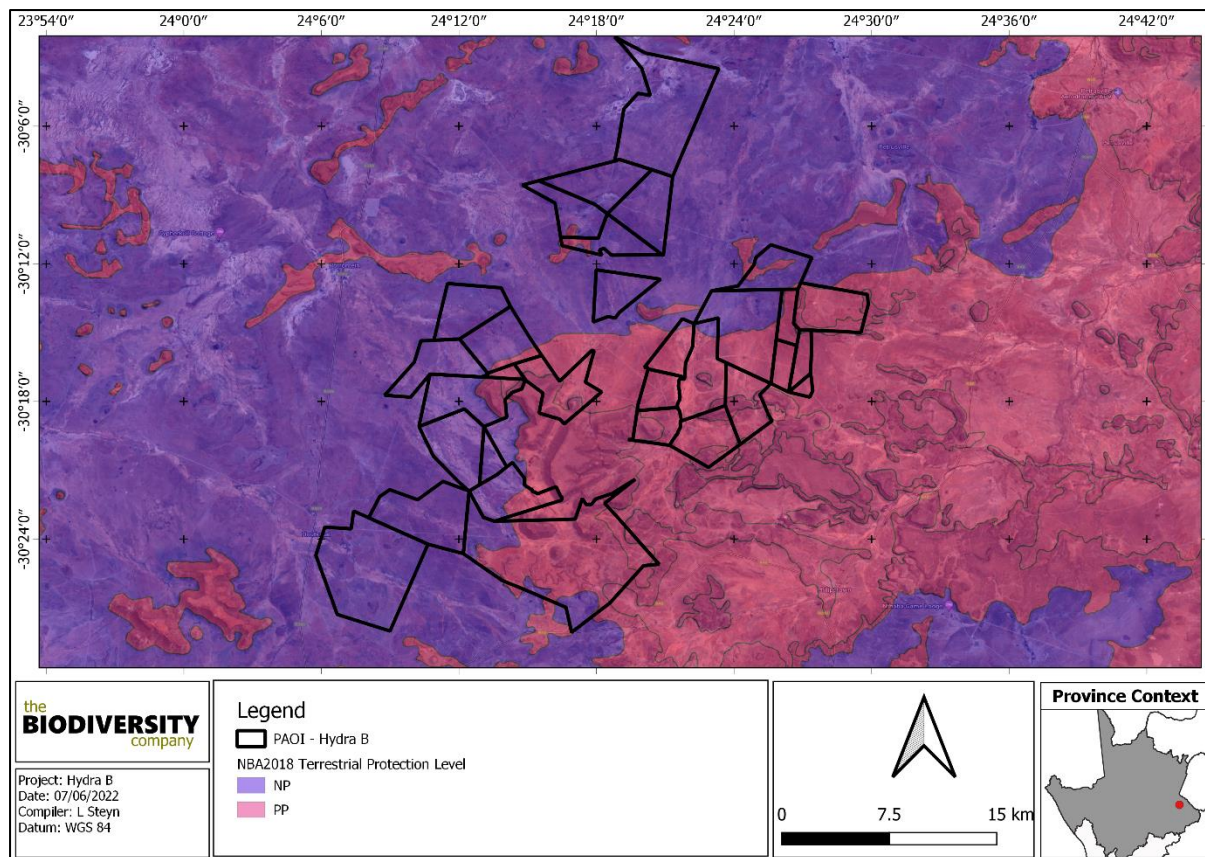 23°54′0″ 24°0′0″ 24°6′0″ 24°12′0″ 24°18′0″ 24°24′0″ 24°30′0″ 24°36′0″ 24°42′0″
-30°6′0″
-30°12′0″
-30°18′0″
-30°24′0″
the
BIODIVERSITY
company
Project: Hydra B
Date: 07/06/2022
Compiler: L Steyn
Datum: WGS 84
Legend
PAOI - Hydra B
NBA2018 Terrestrial Protection Level
NP
PP
0 7.5 15 km
Province Context